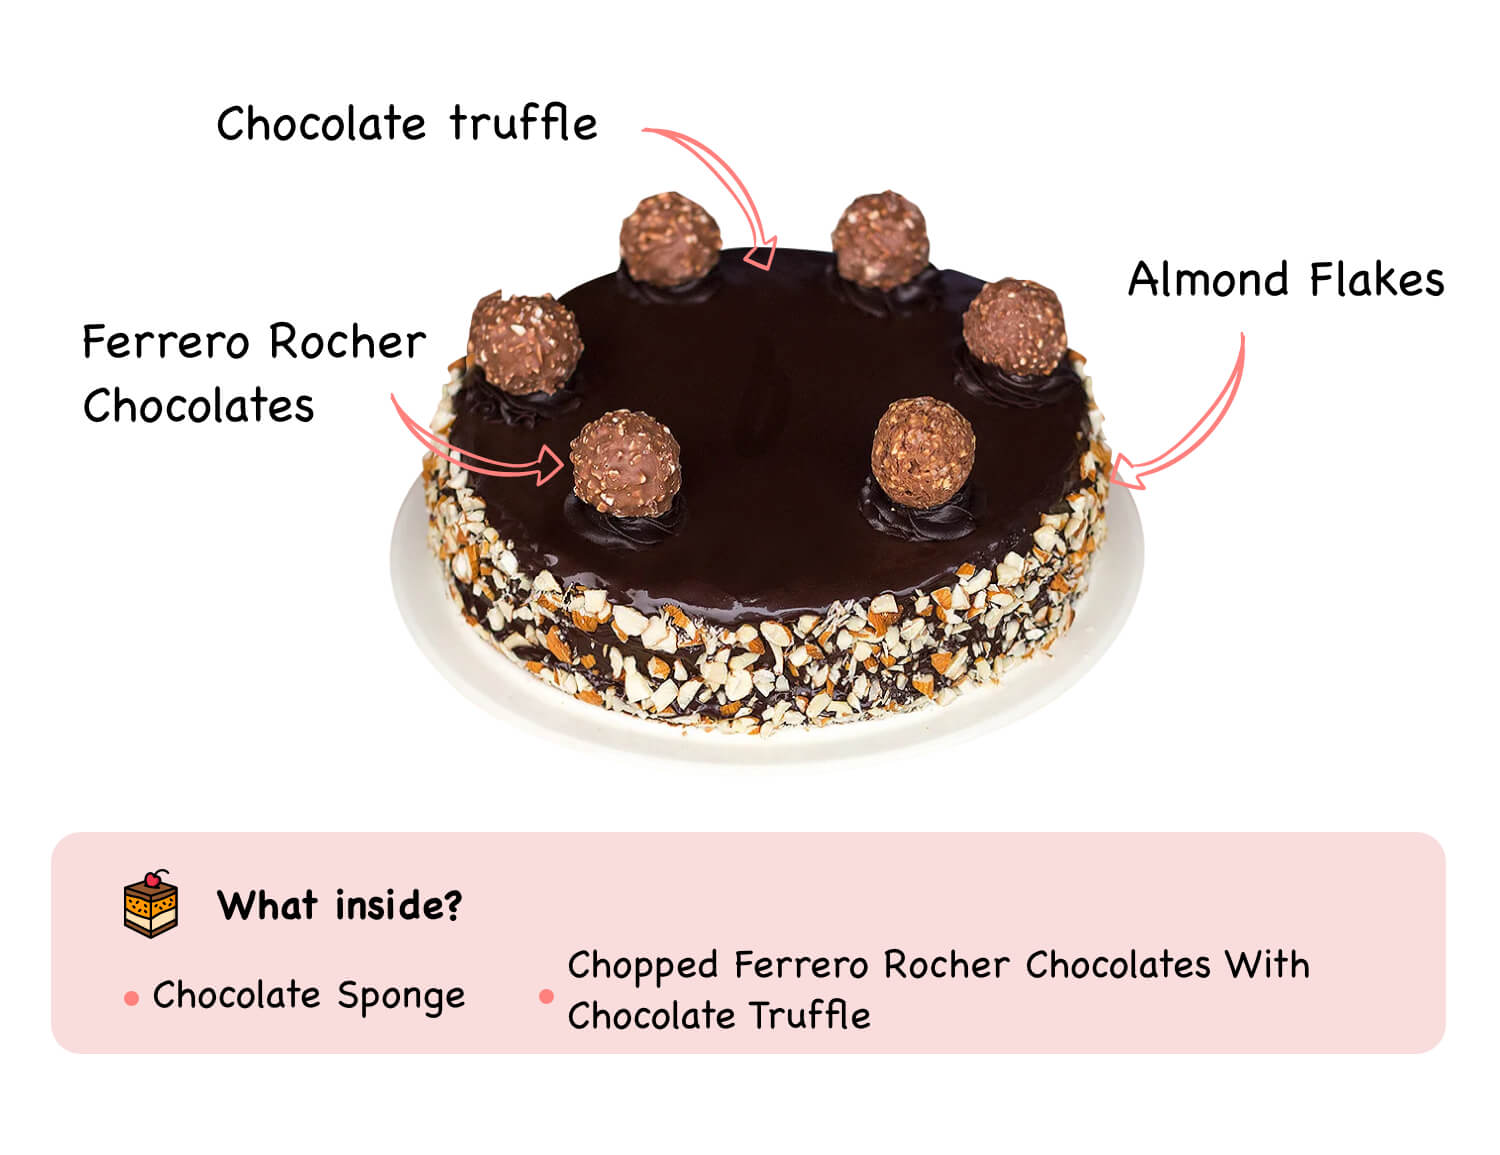 Chocolate truffle
Almond Flakes
Ferrero Rocher
Chocolates
What inside?
Chocolate Sponge
Chopped Ferrero Rocher Chocolates With
Chocolate Truffle